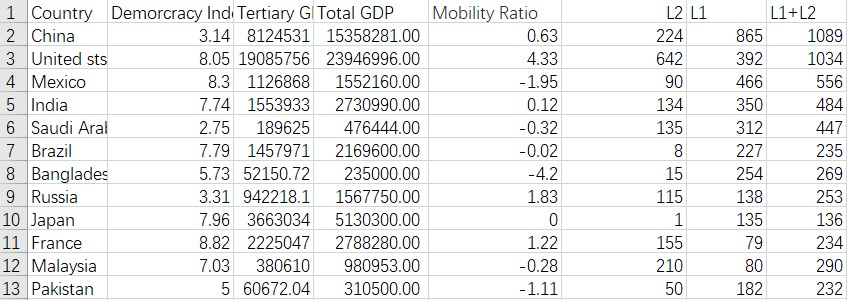 1 Country Demorcracy Ind Tertiary G Total GDP Mobility Ratio L2 L1 L1+L2
2 China 3.14 8124531 15358281.00 0.63 224 865 1089
3 United sts 8.05 19085756 23946996.00 4.33 642 392 1034
4 Mexico 8.3 1126868 1552160.00 -1.95 90 466 556
5 India 7.74 1553933 2730990.00 0.12 134 350 484
6 Saudi Aral 2.75 189625 476444.00 -0.32 135 312 447
7 Brazil 7.79 1457971 2169600.00 -0.02 8 227 235
8 Banglades 5.73 52150.72 235000.00 -4.2 15 254 269
9 Russia 3.31 942218.1 1567750.00 1.83 115 138 253
10 Japan 7.96 3663034 5130300.00 0 1 135 136
11 France 8.82 2225047 2788280.00 1.22 155 79 234
12 Malaysia 7.03 380610 980953.00 -0.28 210 80 290
13 Pakistan 5 60672.04 310500.00 -1.11 50 182 232